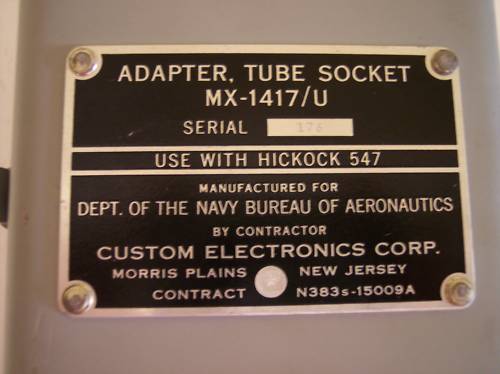 ADAPTER, TUBE SOCKET
MX-1417/U
SERIAL 176
USE WITH HICKOCK 547
MANUFACTURED FOR
DEPT. OF THE NAVY BUREAU OF AERONAUTICS
BY CONTRACTOR
CUSTOM ELECTRONICS CORP.
MORRIS PLAINS NEW JERSEY
CONTRACT N383s-15009A